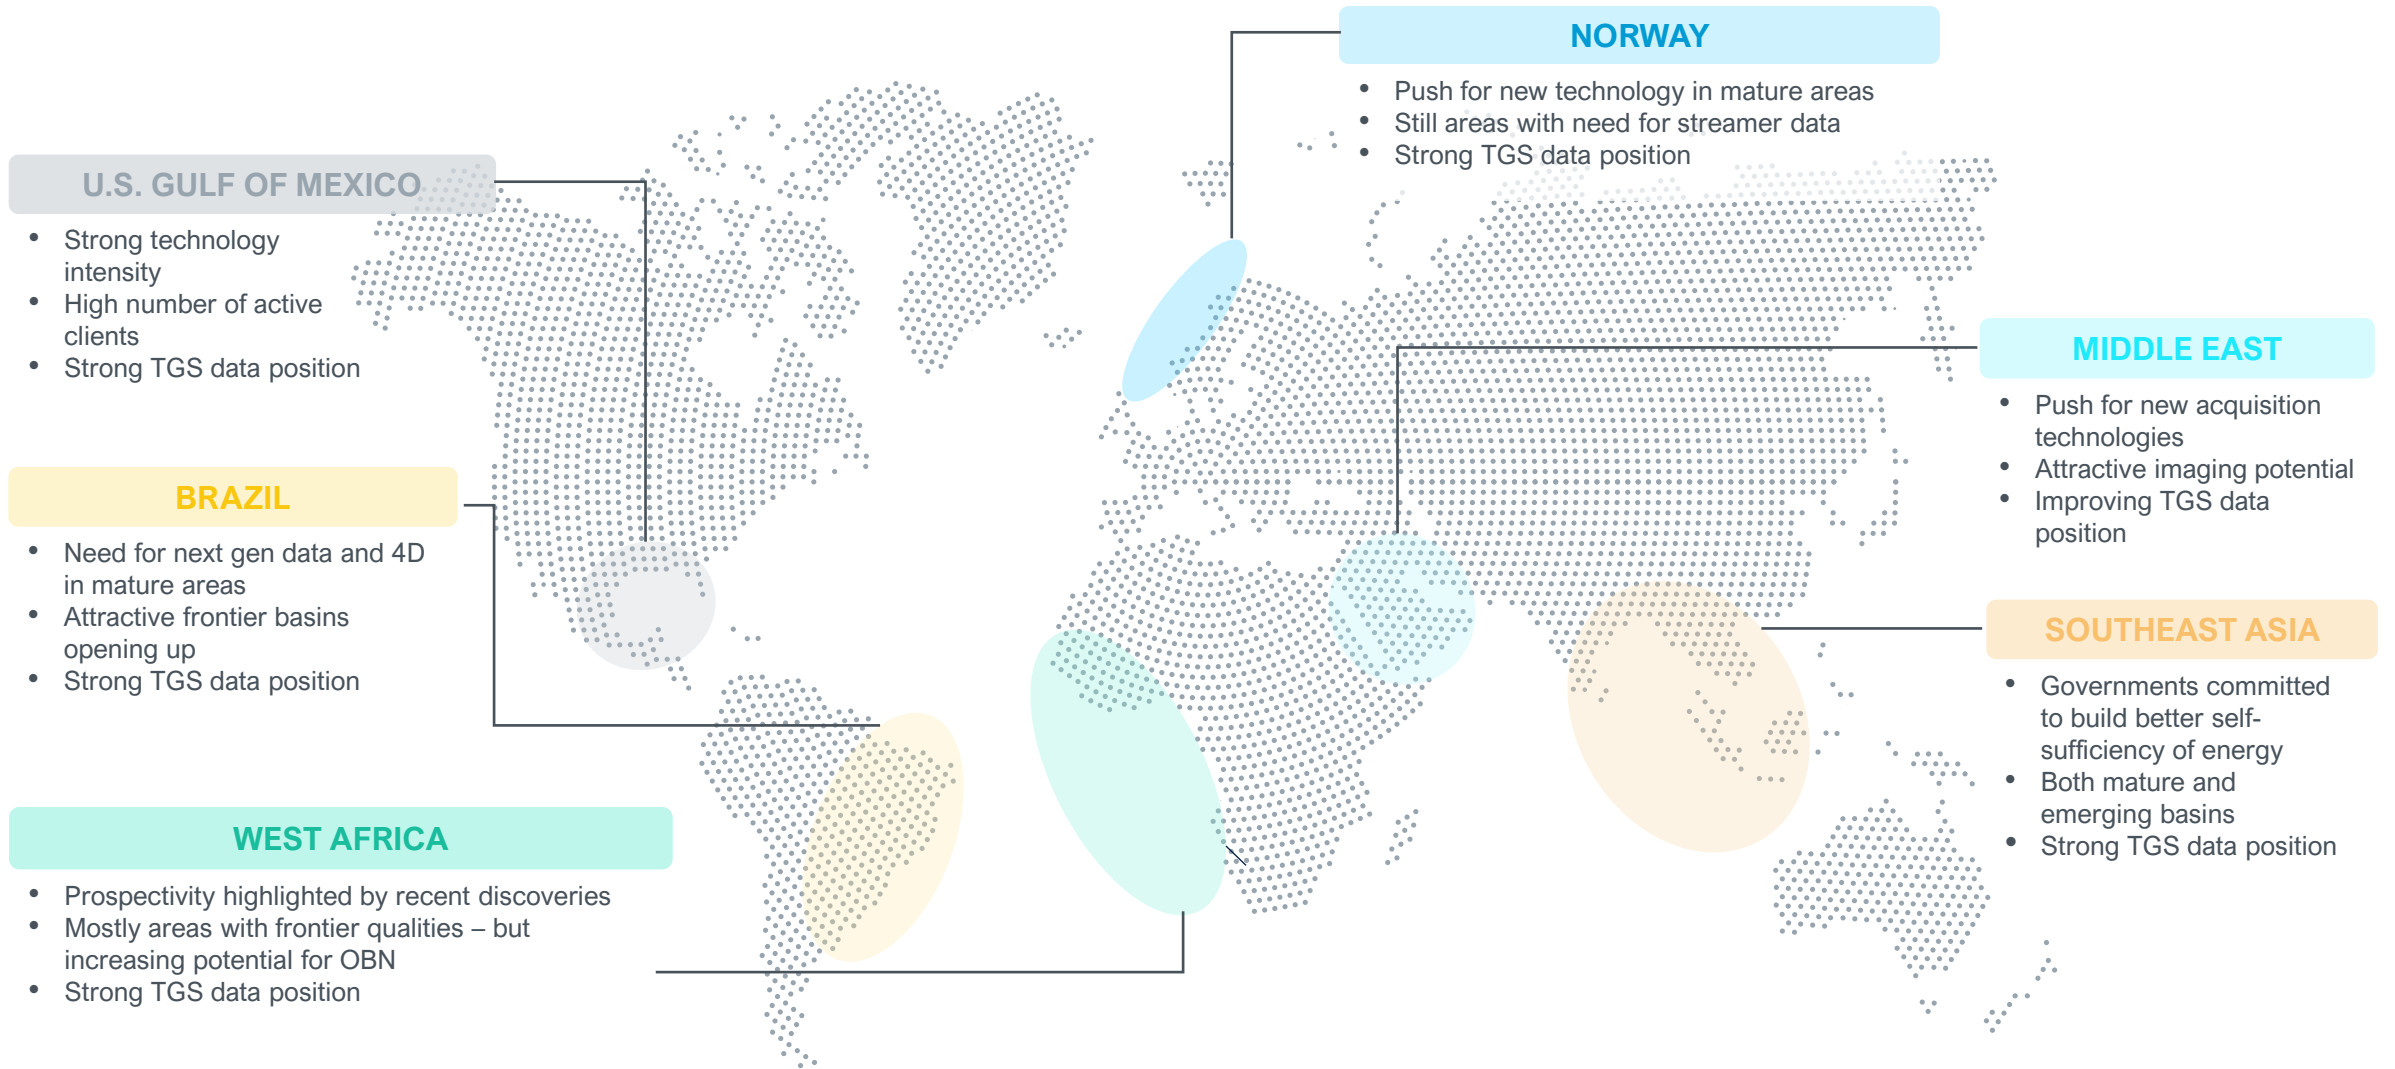 NORWAY
• Push for new technology in mature areas
• Still areas with need for streamer data
• Strong TGS data position
U.S. GULF OF MEXICO
• Strong technology
intensity
• High number of active
clients
• Strong TGS data position
MIDDLE EAST
• Push for new acquisition
technologies
• Attractive imaging potential
• Improving TGS data
position
BRAZIL
• Need for next gen data and 4D
in mature areas
• Attractive frontier basins
opening up
• Strong TGS data position
SOUTHEAST ASIA
• Governments committed
to build better self-
sufficiency of energy
• Both mature and
emerging basins
• Strong TGS data position
WEST AFRICA
• Prospectivity highlighted by recent discoveries
• Mostly areas with frontier qualities – but
increasing potential for OBN
• Strong TGS data position